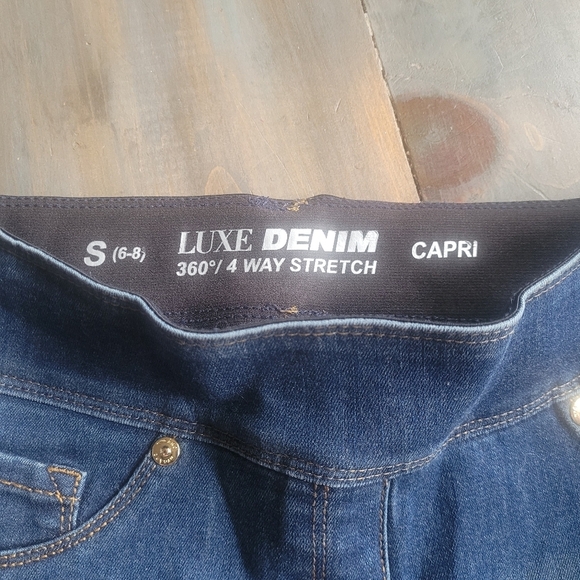 S (6-8) LUXE DENIM CAPRI
360°/ 4 WAY STRETCH